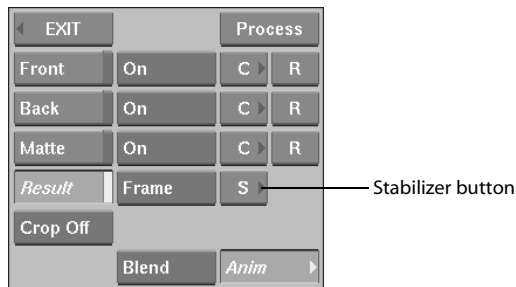 EXIT Process
Front On C R
Back On C R
Matte On C R
Result Frame S Stabilizer button
Crop Off
Blend Anim